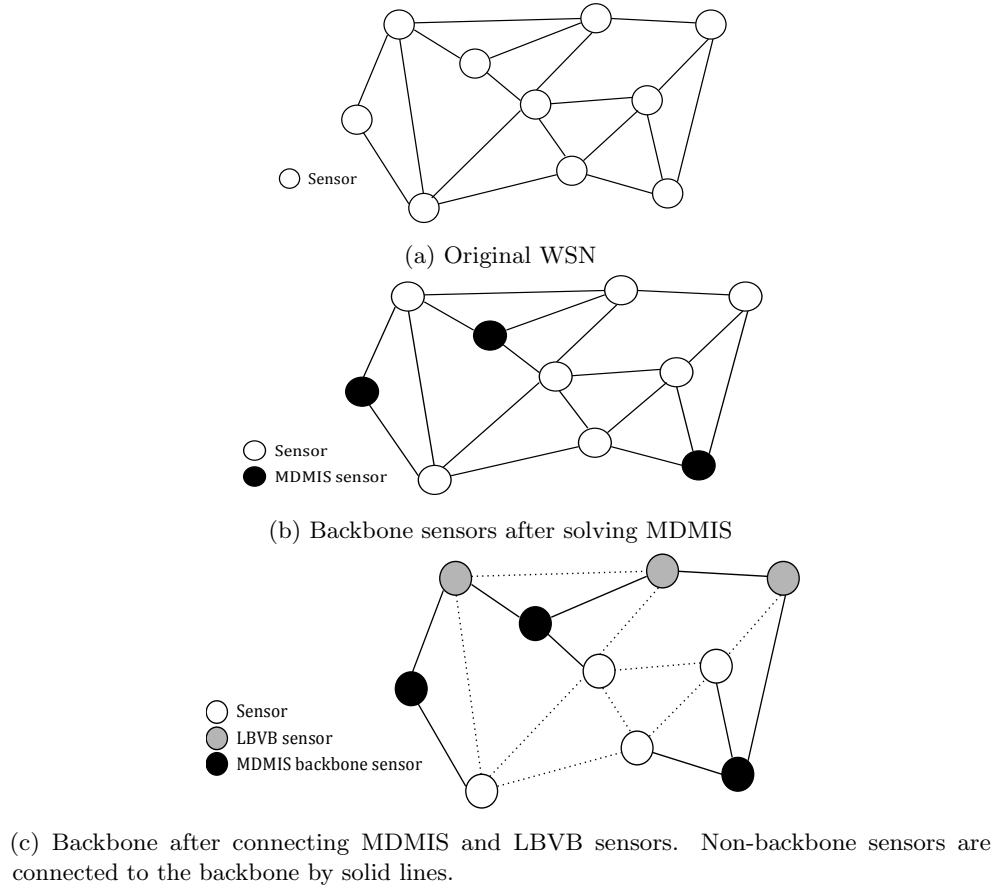 Sensor
(a) Original WSN
Sensor
MDMIS sensor
(b) Backbone sensors after solving MDMIS
Sensor
LBVB sensor
MDMIS backbone sensor
(c) Backbone after connecting MDMIS and LBVB sensors. Non-backbone sensors are
connected to the backbone by solid lines.